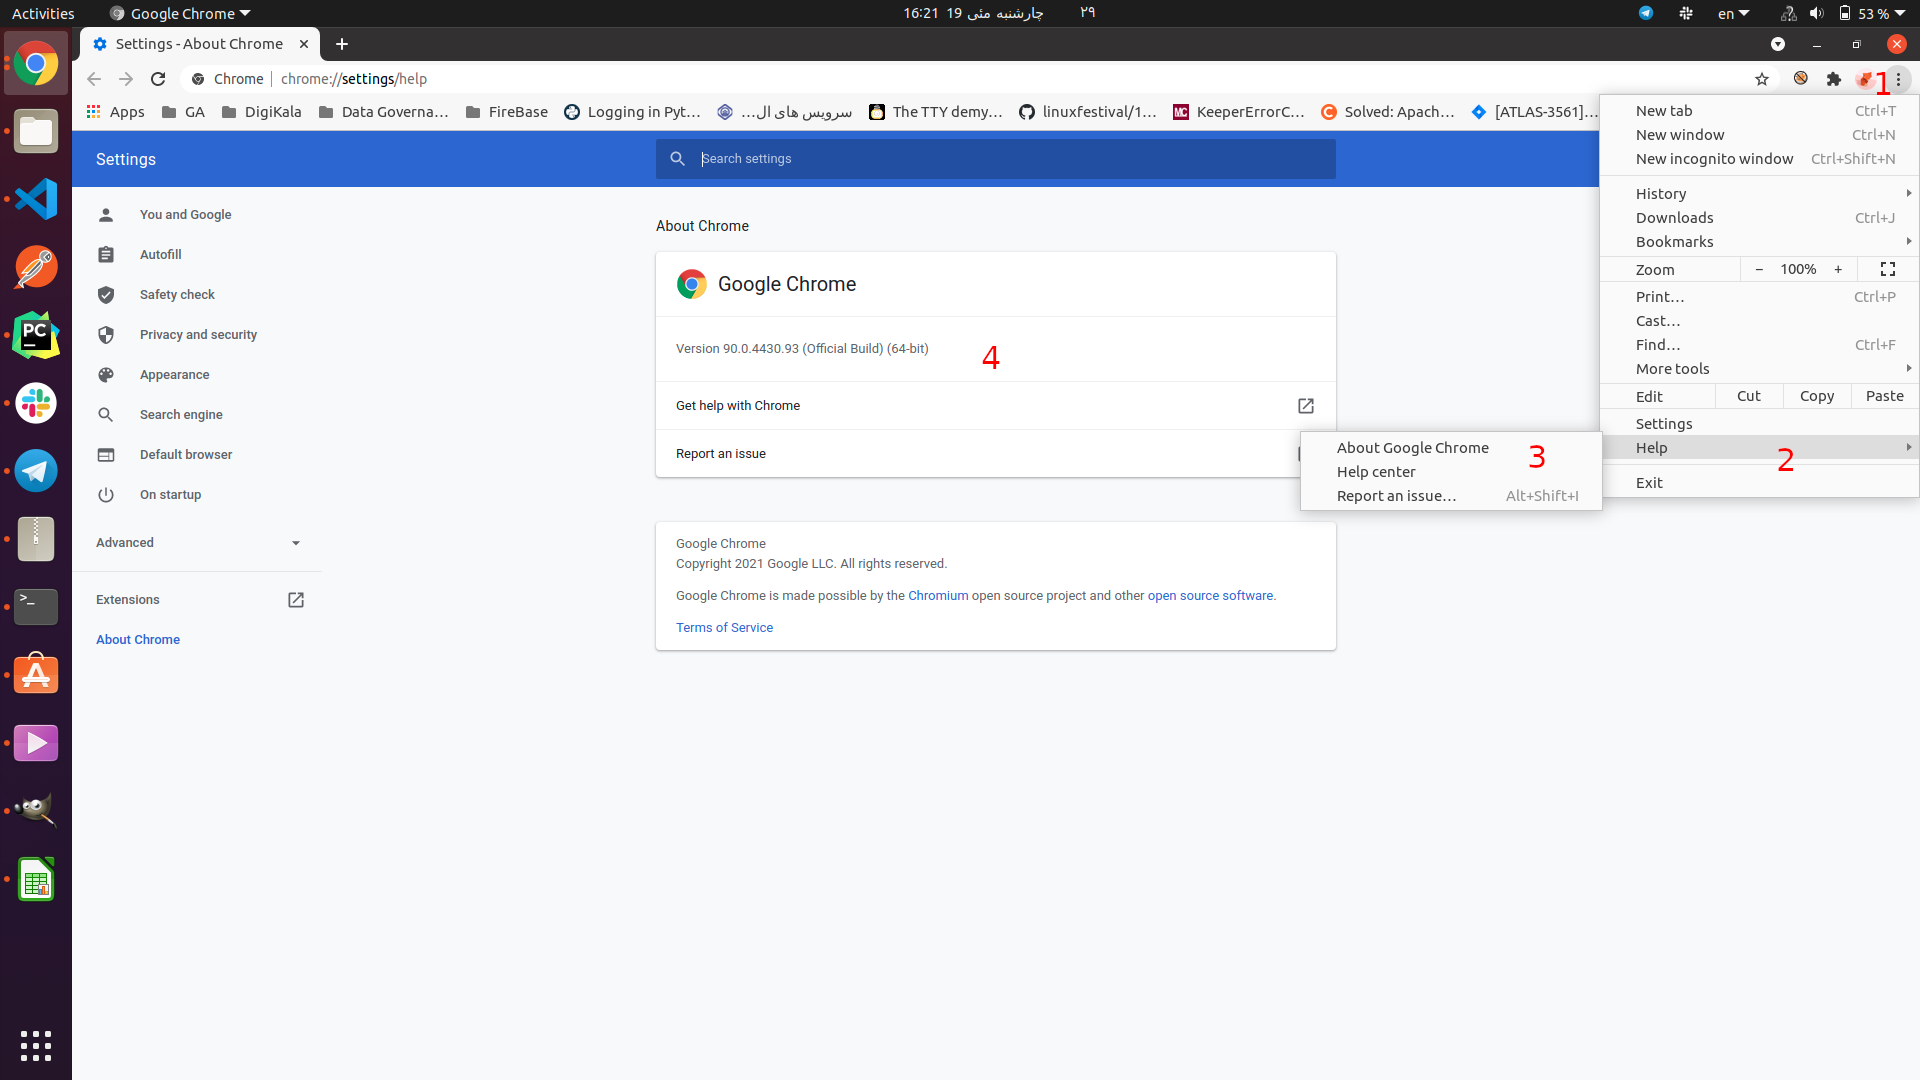 Activities
Google Chrome
16:21 19 چارشنبه مئی
۲۹
en
53 %
Settings - About Chrome
Chrome
chrome://settings/help
1
Apps
GA
DigiKala
Data Governa...
FireBase
Logging in Pyt...
سرویس های ال...
The TTY demy...
linuxfestival/1...
KeeperErrorC...
Solved: Apach...
[ATLAS-3561]...
Settings
Search settings
You and Google
Autofill
Safety check
Privacy and security
Appearance
Search engine
Default browser
On startup
Advanced
Extensions
About Chrome
About Chrome
Google Chrome
Version 90.0.4430.93 (Official Build) (64-bit)
4
Get help with Chrome
Report an issue
Google Chrome
Copyright 2021 Google LLC. All rights reserved.
Google Chrome is made possible by the Chromium open source project and other open source software.
Terms of Service
New tab Ctrl+T
New window Ctrl+N
New incognito window Ctrl+Shift+N
History
Downloads Ctrl+J
Bookmarks
Zoom − 100% +
Print... Ctrl+P
Cast...
Find... Ctrl+F
More tools
Edit Cut Copy Paste
Settings
Help
2
Exit
About Google Chrome
3
Help center
Report an issue... Alt+Shift+I
PC
>_
MC